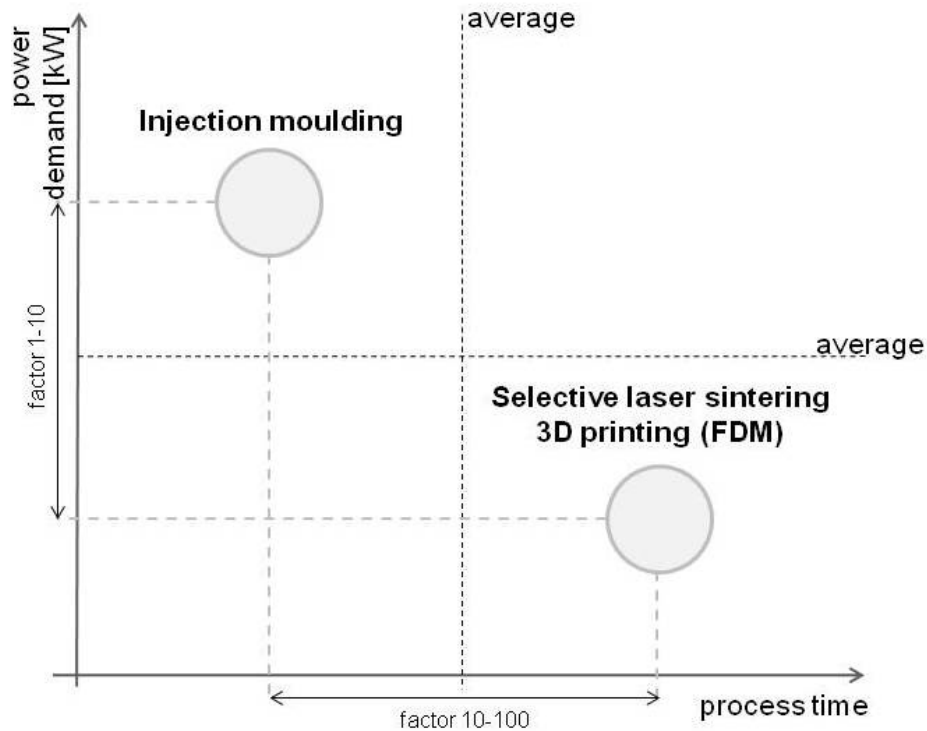 average
power
demand [kW]
Injection moulding
factor 1-10
average
Selective laser sintering
3D printing (FDM)
factor 10-100
process time